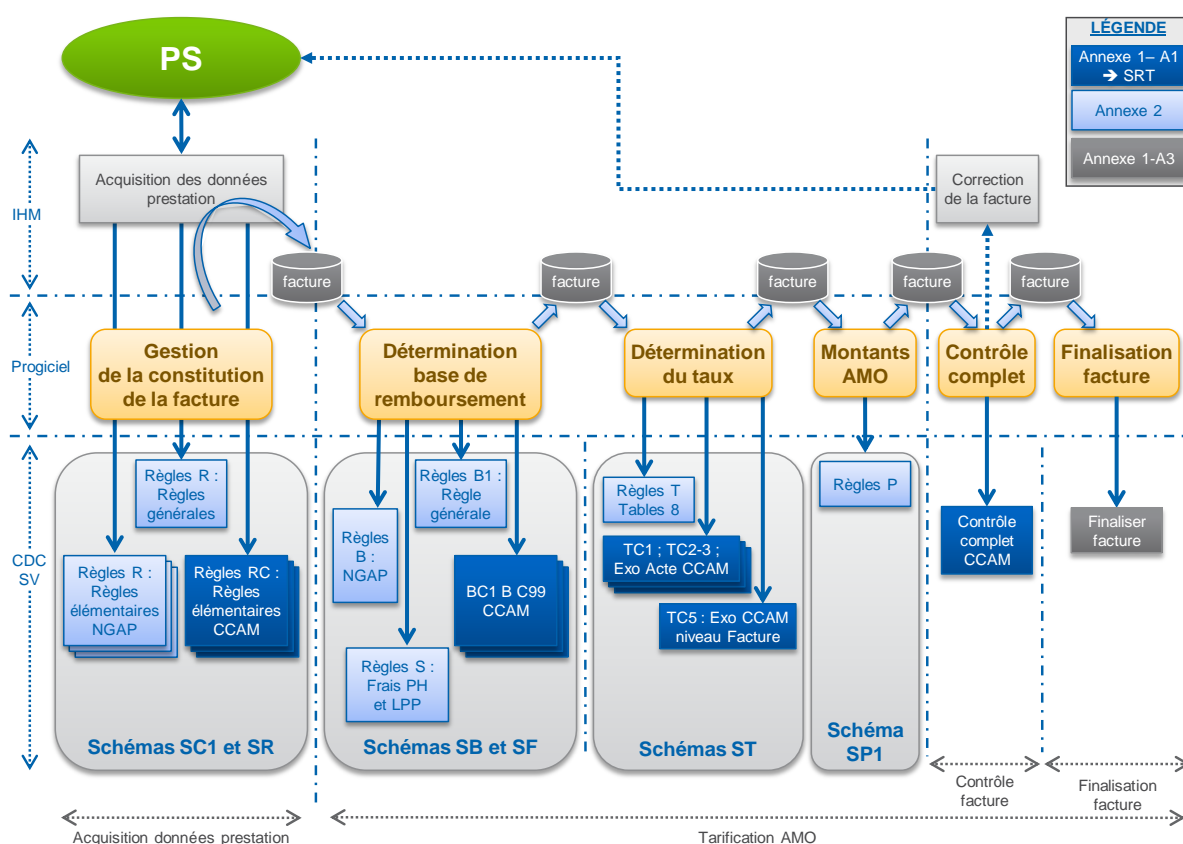 PS
LÉGENDE
Annexe 1– A1
➔ SRT
Annexe 2
Annexe 1-A3
IHM
Acquisition des données
prestation
Correction
de la facture
facture
facture
facture
facture
facture
Progiciel
Gestion
de la constitution
de la facture
Détermination
base de
remboursement
Détermination
du taux
Montants
AMO
Contrôle
complet
Finalisation
facture
CDC
SV
Règles R :
Règles
générales
Règles R :
Règles
élémentaires
NGAP
Règles RC :
Règles
élémentaires
CCAM
Schémas SC1 et SR
Règles
B : NGAP
Règles B1 :
Règle
générale
BC1 B C99
CCAM
Règles S :
Frais PH
et LPP
Schémas SB et SF
Règles T
Tables 8
TC1 ; TC2-3 ;
Exo Acte CCAM
TC5 : Exo CCAM
niveau Facture
Schémas ST
Règles P
Schéma
SP1
Contrôle
complet
CCAM
Finaliser
facture
Contrôle
facture
Finalisation
facture
Acquisition données prestation
Tarification AMO